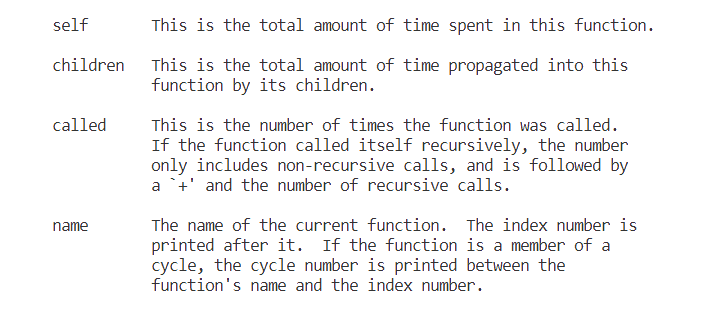 self       This is the total amount of time spent in this function.
children   This is the total amount of time propagated into this
function by its children.
called     This is the number of times the function was called.
If the function called itself recursively, the number
only includes non-recursive calls, and is followed by
a `+' and the number of recursive calls.
name       The name of the current function.  The index number is
printed after it.  If the function is a member of a
cycle, the cycle number is printed between the
function's name and the index number.